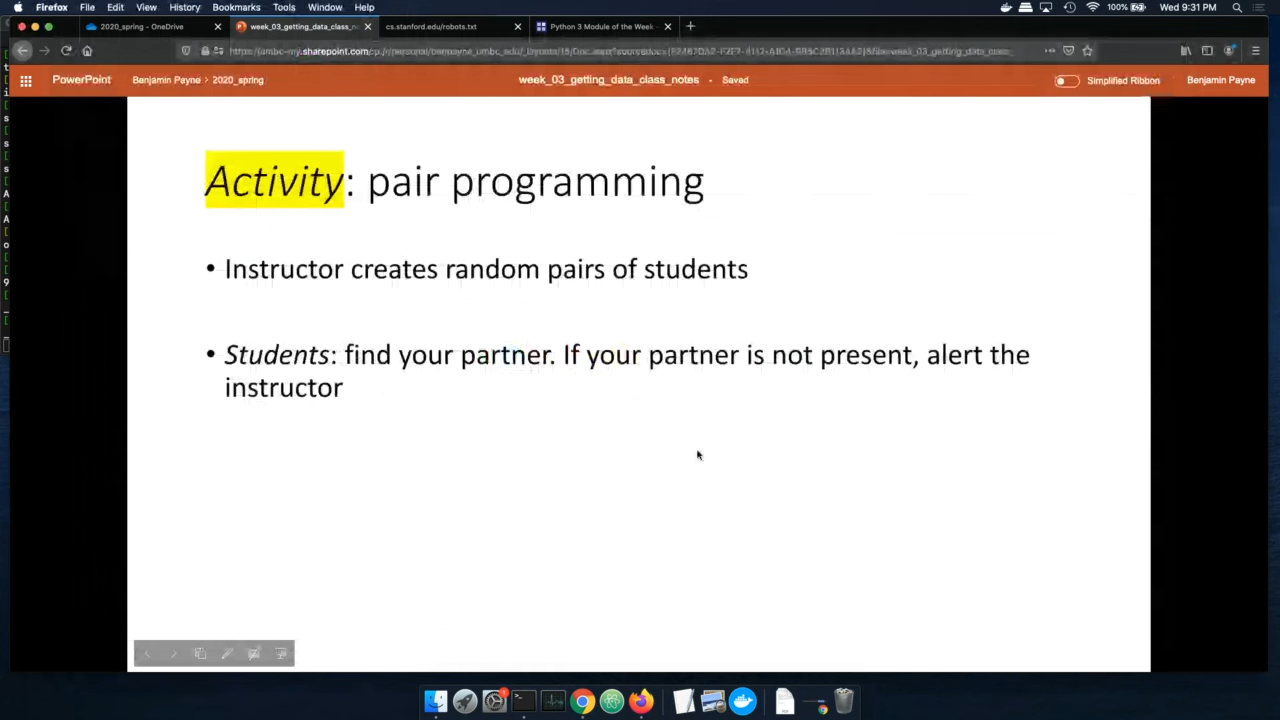 Firefox File Edit View History Bookmarks Tools Window Help 100% Wed 9:31 PM
2020_spring - OneDrive week_03_getting_data_class_n cs.stanford.edu/robots.txt Python 3 Module of the Week
.sharepoint.com
PowerPoint Benjamin Payne > 2020_spring week_03_getting_data_class_notes - Saved Simplified Ribbon Benjamin Payne
Activity: pair programming
• Instructor creates random pairs of students
• Students: find your partner. If your partner is not present, alert the
instructor